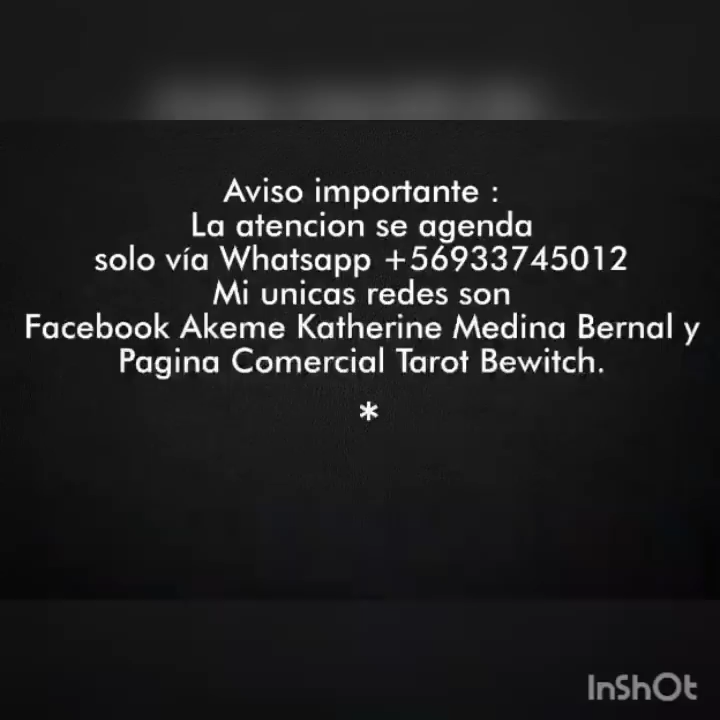 Aviso importante :
La atencion se agenda
solo vía Whatsapp +56933745012
Mi unicas redes son
Facebook Akeme Katherine Medina Bernal y
Pagina Comercial Tarot Bewitch.
*
InShOt